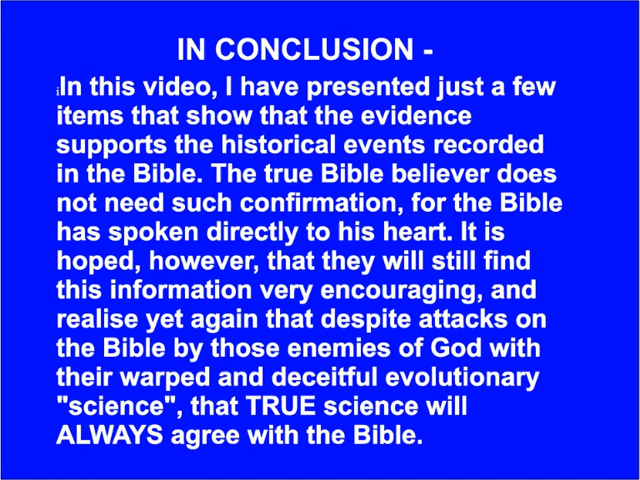 IN CONCLUSION -
In this video, I have presented just a few
items that show that the evidence
supports the historical events recorded
in the Bible. The true Bible believer does
not need such confirmation, for the Bible
has spoken directly to his heart. It is
hoped, however, that they will still find
this information very encouraging, and
realise yet again that despite attacks on
the Bible by those enemies of God with
their warped and deceitful evolutionary
"science", that TRUE science will
ALWAYS agree with the Bible.